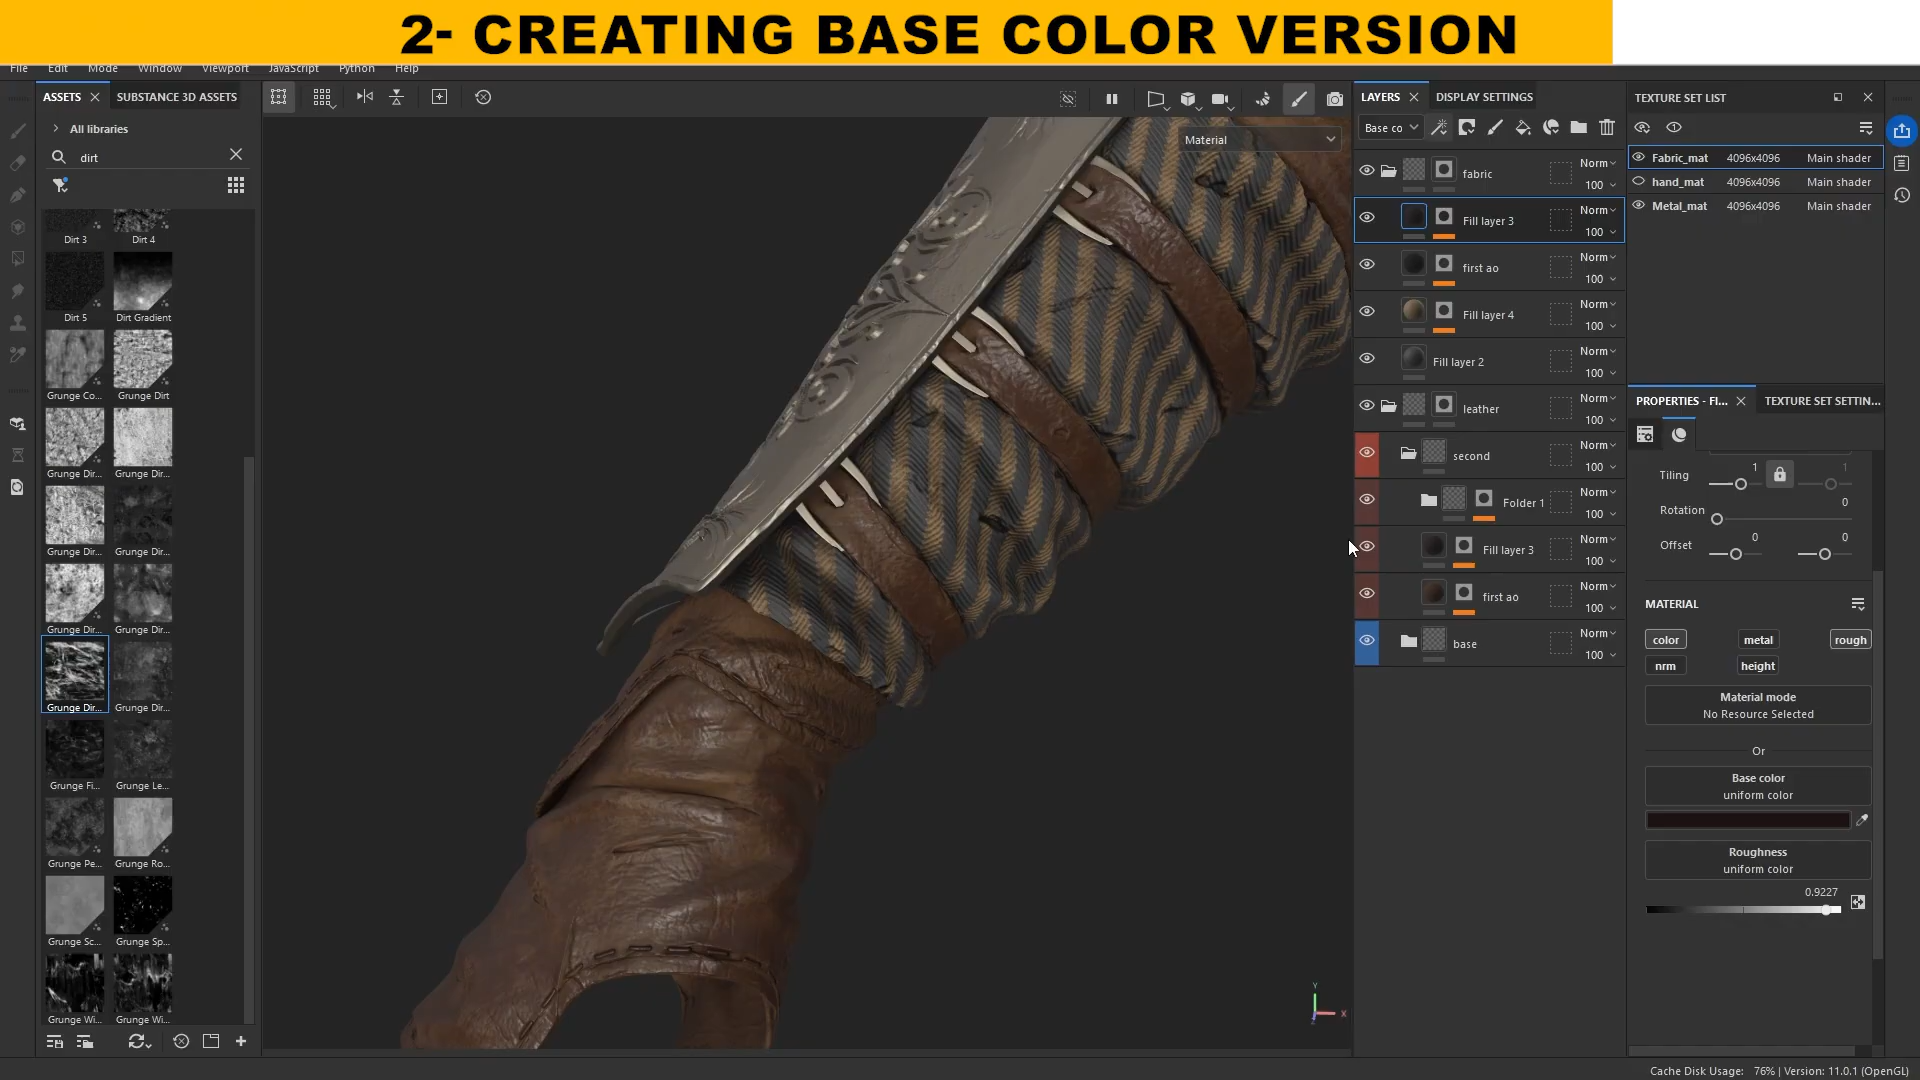 2- CREATING BASE COLOR VERSION
File Edit Mode Window Viewport JavaScript Python Help
ASSETS SUBSTANCE 3D ASSETS
All libraries
dirt
Dirt 3 Dirt 4
Dirt 5 Dirt Gradient
Grunge Co... Grunge Dirt
Grunge Dir... Grunge Dir...
Grunge Dir... Grunge Dir...
Grunge Dir... Grunge Dir...
Grunge Dir... Grunge Dir...
Grunge Fi... Grunge Le...
Grunge Pe... Grunge Ro...
Grunge Sc... Grunge Sp...
Grunge Wi... Grunge Wi...
Material
Y
X
LAYERS DISPLAY SETTINGS
Base co
fabric Norm 100
Fill layer 3 Norm 100
first ao Norm 100
Fill layer 4 Norm 100
Fill layer 2 Norm 100
leather Norm 100
second Norm 100
Folder 1 Norm 100
Fill layer 3 Norm 100
first ao Norm 100
base Norm 100
TEXTURE SET LIST
Fabric_mat 4096x4096 Main shader
hand_mat 4096x4096 Main shader
Metal_mat 4096x4096 Main shader
PROPERTIES - FI... TEXTURE SET SETTIN...
Tiling 1 1
Rotation 0
Offset 0 0
MATERIAL
color metal rough
nrm height
Material mode
No Resource Selected
Or
Base color
uniform color
Roughness
uniform color
0.9227
Cache Disk Usage: 76% | Version: 11.0.1 (OpenGL)